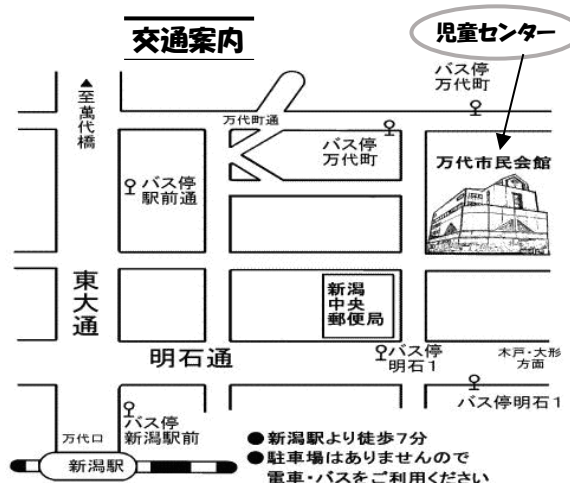 交通案内
児童センター
▲至萬代橋
バス停
万代町
万代町通
バス停
万代町
万代市民会館
バス停
駅前通
東大通
新潟
中央
郵便局
明石通
バス停
明石1
木戸・大形
方面
バス停
新潟駅前
バス停明石1
万代口
新潟駅
●新潟駅より徒歩7分
●駐車場はありませんので
電車・バスをご利用ください